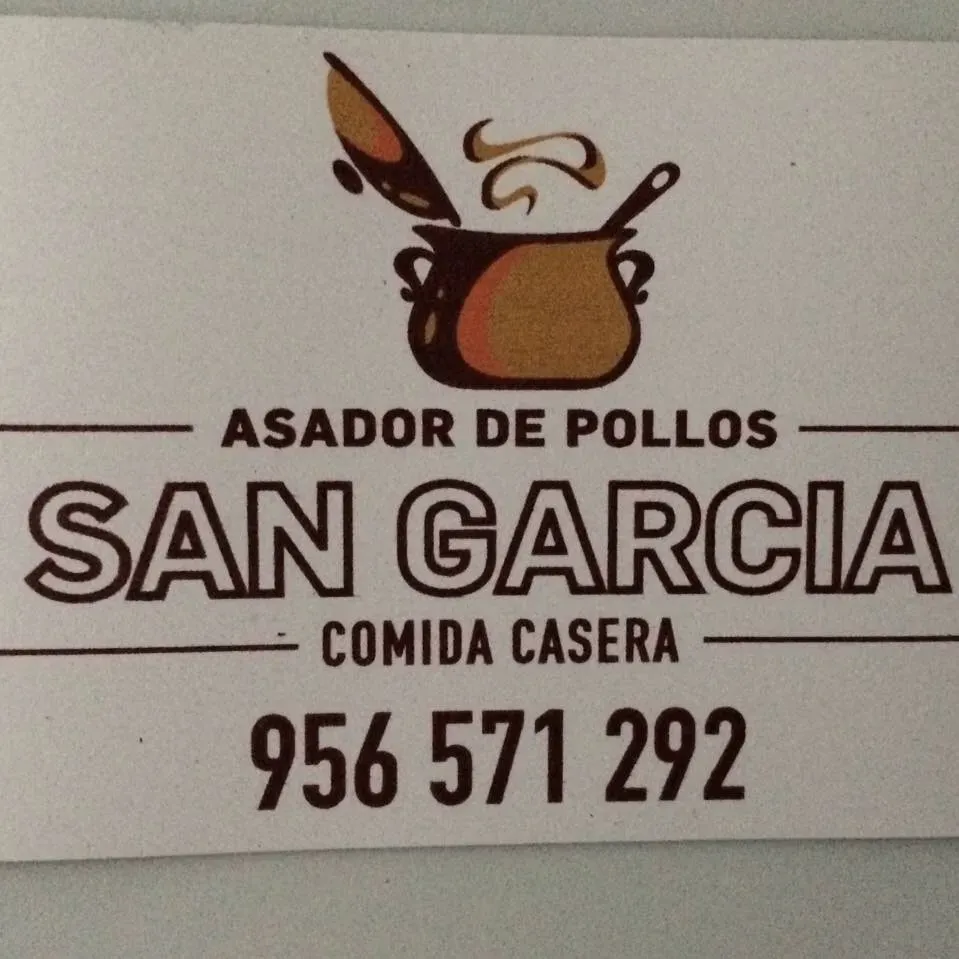 ASADOR DE POLLOS
SAN GARCIA
COMIDA CASERA
956 571 292